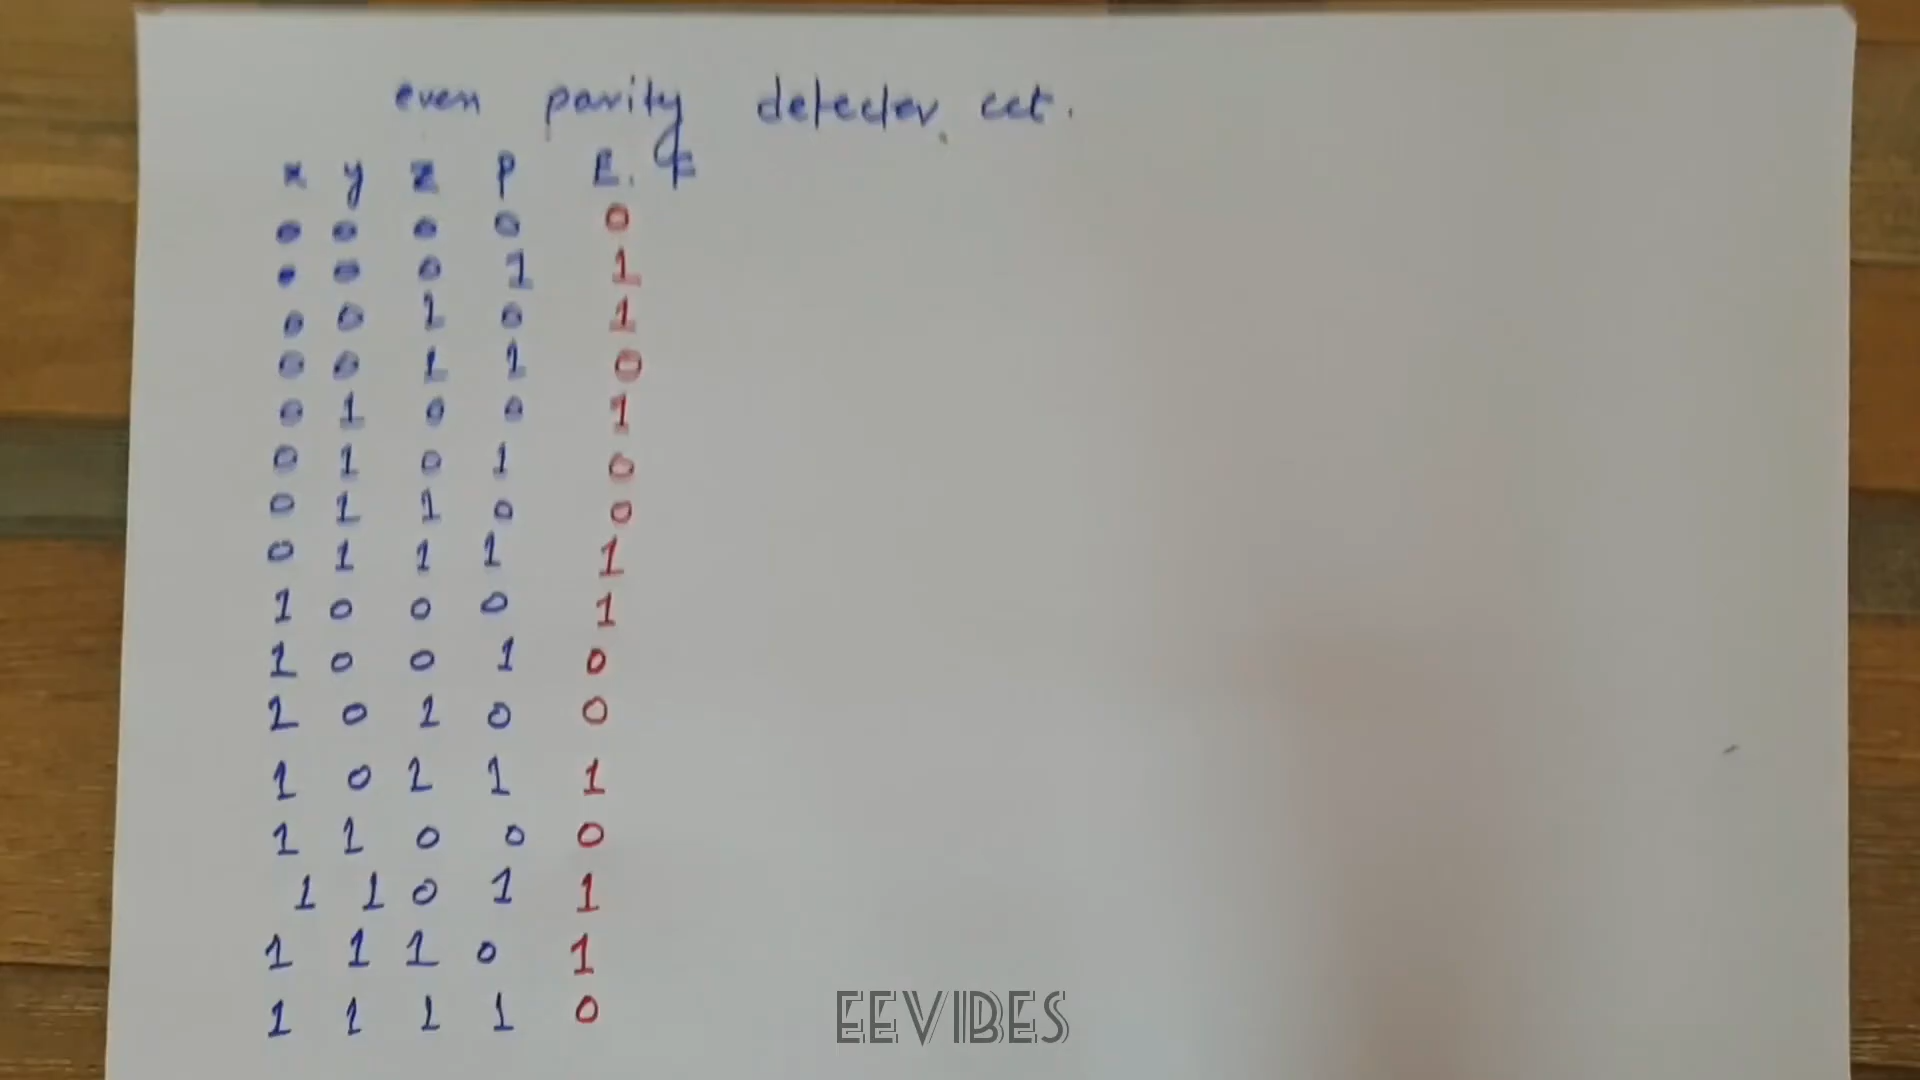 even parity detector cct.
x y z P E.
0 0 0 0 0
0 0 0 1 1
0 0 1 0 1
0 0 1 1 0
0 1 0 0 1
0 1 0 1 0
0 1 1 0 0
0 1 1 1 1
1 0 0 0 1
1 0 0 1 0
1 0 1 0 0
1 0 1 1 1
1 1 0 0 0
1 1 0 1 1
1 1 1 0 1
1 1 1 1 0
EEVIBES